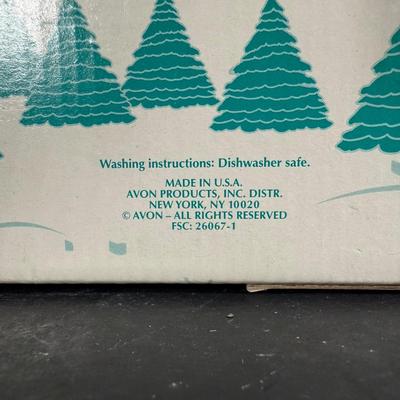 Washing instructions: Dishwasher safe.
MADE IN U.S.A.
AVON PRODUCTS, INC. DISTR.
NEW YORK, NY 10020
© AVON – ALL RIGHTS RESERVED
FSC: 26067-1